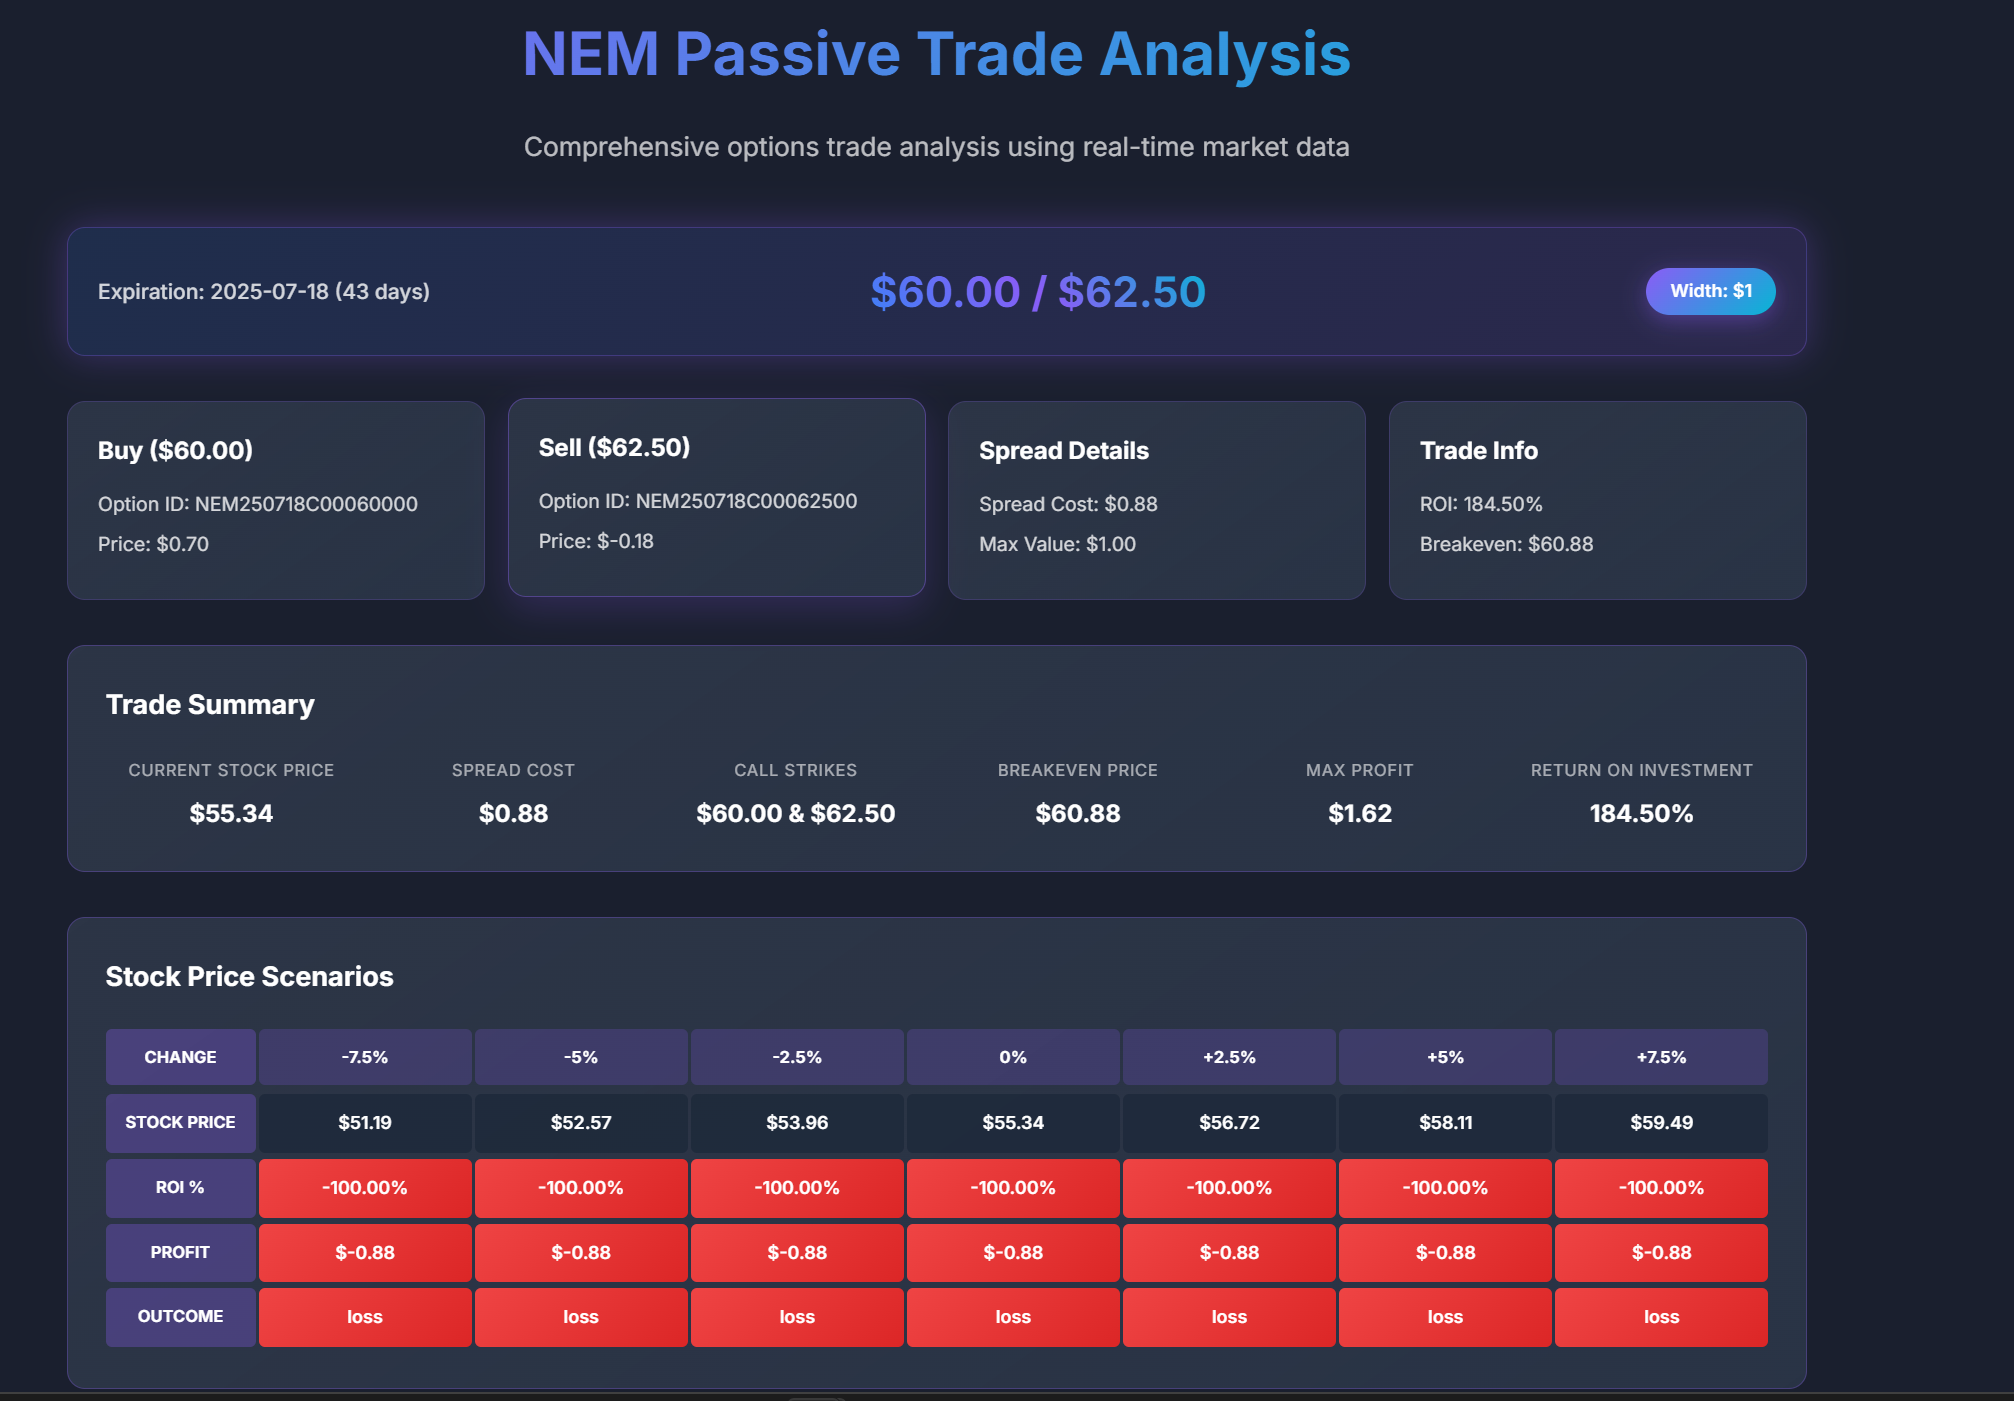 NEM Passive Trade Analysis
Comprehensive options trade analysis using real-time market data
Expiration: 2025-07-18 (43 days)
$60.00 / $62.50
Width: $1
Buy ($60.00)
Option ID: NEM250718C00060000
Price: $0.70
Sell ($62.50)
Option ID: NEM250718C00062500
Price: $-0.18
Spread Details
Spread Cost: $0.88
Max Value: $1.00
Trade Info
ROI: 184.50%
Breakeven: $60.88
Trade Summary
CURRENT STOCK PRICE
$55.34
SPREAD COST
$0.88
CALL STRIKES
$60.00 & $62.50
BREAKEVEN PRICE
$60.88
MAX PROFIT
$1.62
RETURN ON INVESTMENT
184.50%
Stock Price Scenarios
CHANGE -7.5% -5% -2.5% 0% +2.5% +5% +7.5%
STOCK PRICE $51.19 $52.57 $53.96 $55.34 $56.72 $58.11 $59.49
ROI % -100.00% -100.00% -100.00% -100.00% -100.00% -100.00% -100.00%
PROFIT $-0.88 $-0.88 $-0.88 $-0.88 $-0.88 $-0.88 $-0.88
OUTCOME loss loss loss loss loss loss loss